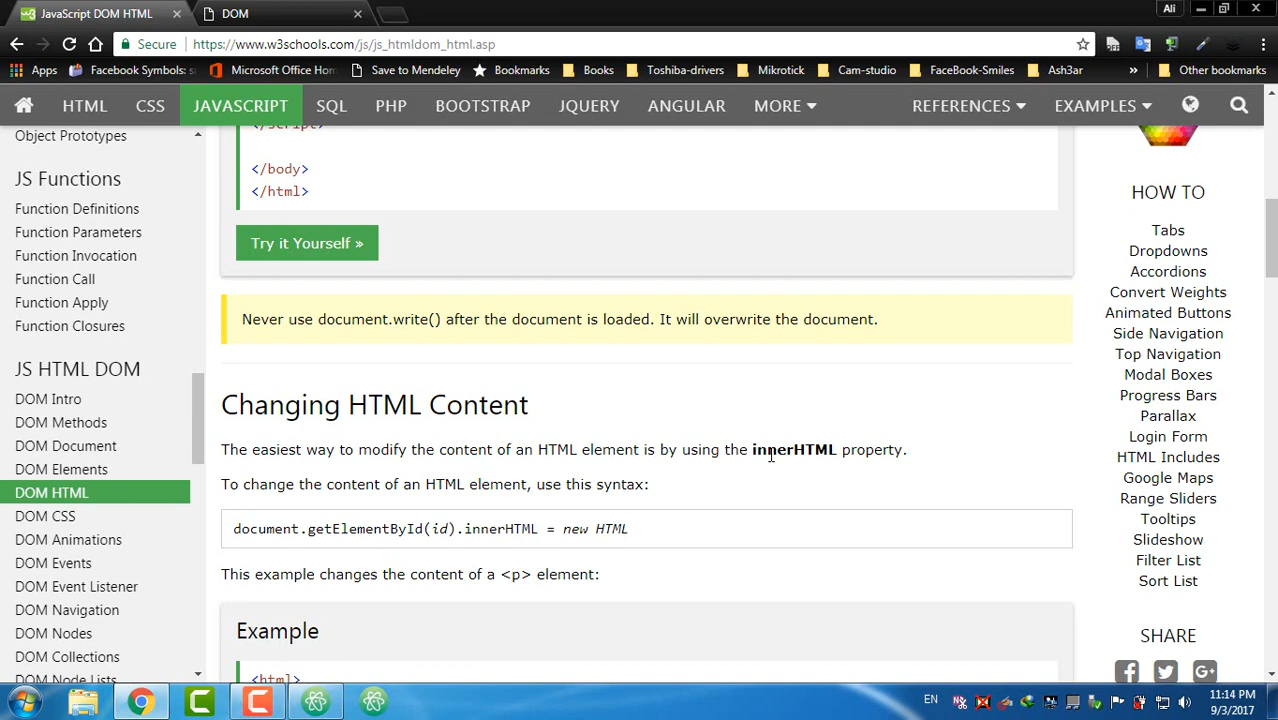 JavaScript DOM HTML
DOM
Ali
Secure
https://www.w3schools.com/js/js_htmldom_html.asp
Apps
Facebook Symbols: s
Microsoft Office Hom
Save to Mendeley
Bookmarks
Books
Toshiba-drivers
Mikrotick
Cam-studio
FaceBook-Smiles
Ash3ar
»
Other bookmarks
HTML
CSS
JAVASCRIPT
SQL
PHP
BOOTSTRAP
JQUERY
ANGULAR
MORE
REFERENCES
EXAMPLES
Object Prototypes
JS Functions
Function Definitions
Function Parameters
Function Invocation
Function Call
Function Apply
Function Closures
JS HTML DOM
DOM Intro
DOM Methods
DOM Document
DOM Elements
DOM HTML
DOM CSS
DOM Animations
DOM Events
DOM Event Listener
DOM Navigation
DOM Nodes
DOM Collections
DOM Node Lists
</script>
</body>
</html>
Try it Yourself »
Never use document.write() after the document is loaded. It will overwrite the document.
Changing HTML Content
The easiest way to modify the content of an HTML element is by using the innerHTML property.
To change the content of an HTML element, use this syntax:
document.getElementById(id).innerHTML = new HTML
This example changes the content of a <p> element:
Example
<html>
HOW TO
Tabs
Dropdowns
Accordions
Convert Weights
Animated Buttons
Side Navigation
Top Navigation
Modal Boxes
Progress Bars
Parallax
Login Form
HTML Includes
Google Maps
Range Sliders
Tooltips
Slideshow
Filter List
Sort List
SHARE
EN
11:14 PM
9/3/2017